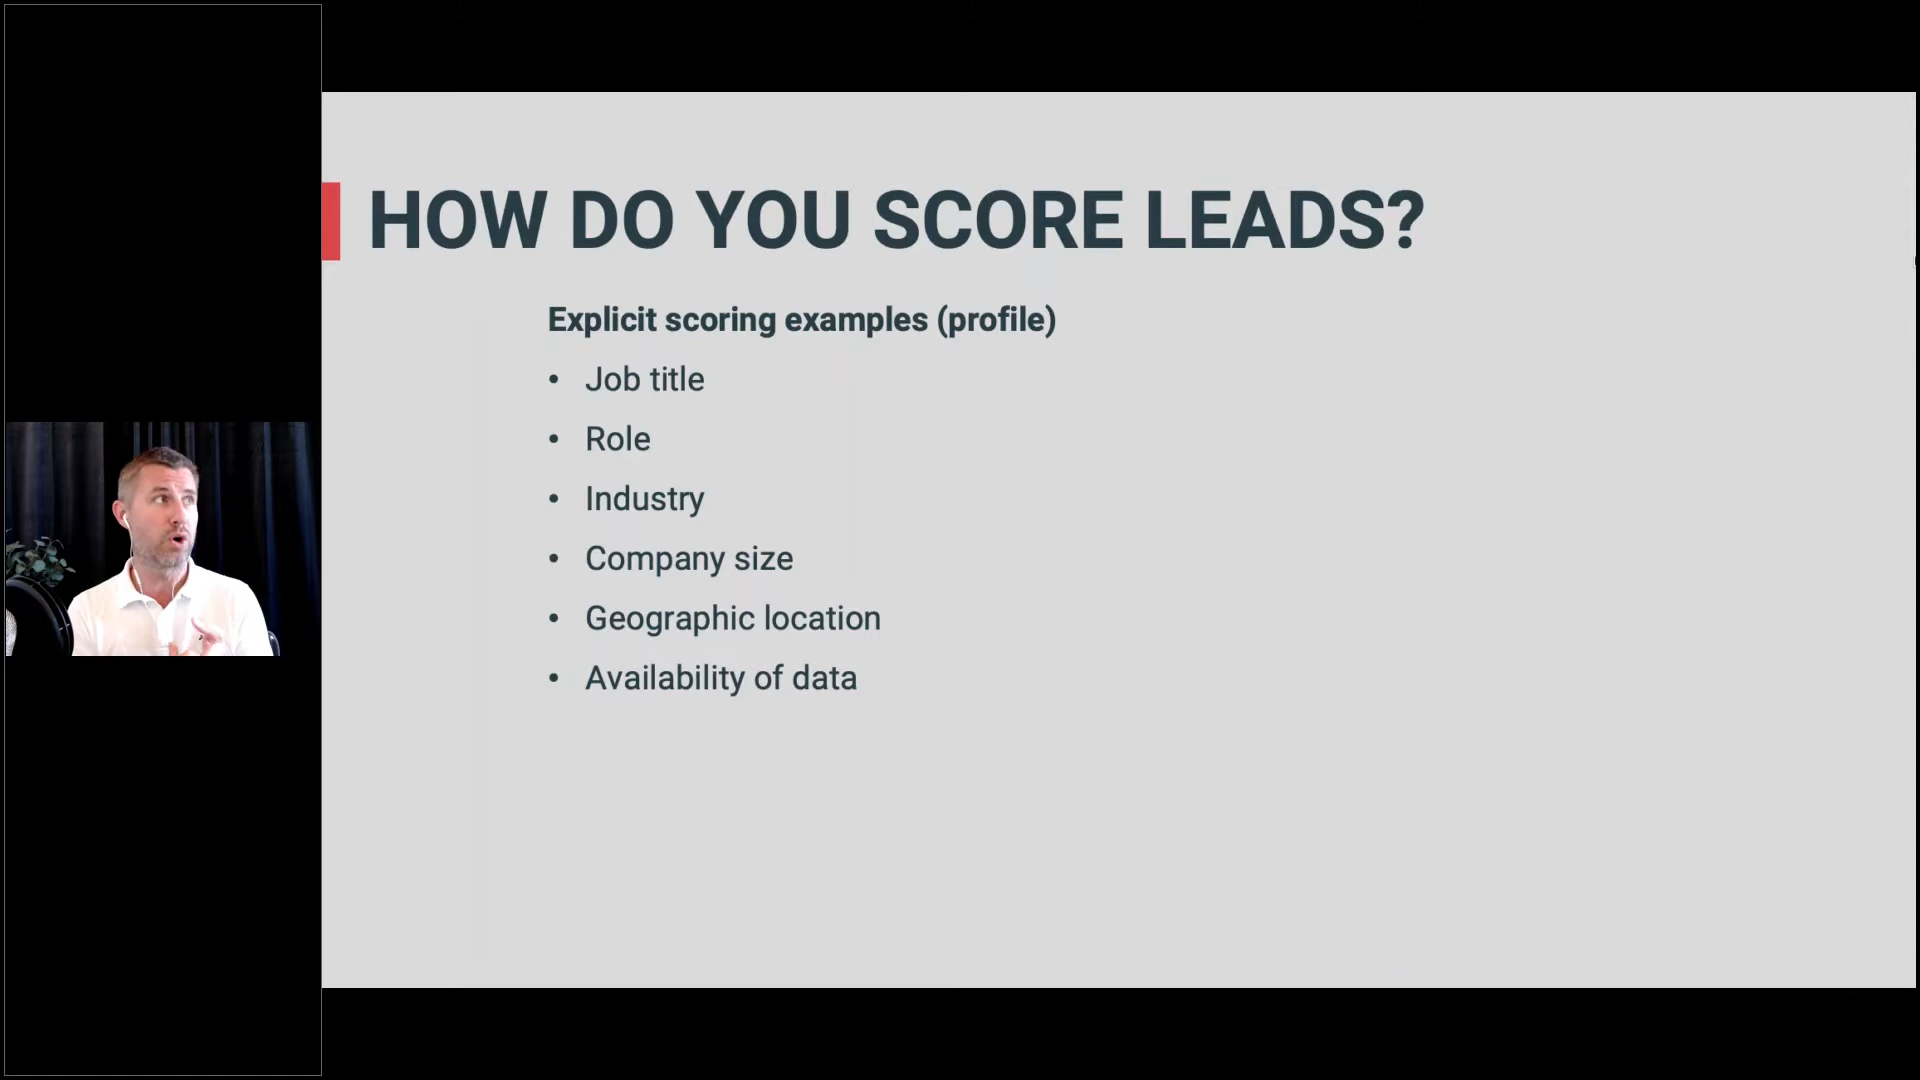 HOW DO YOU SCORE LEADS?
Explicit scoring examples (profile)
• Job title
• Role
• Industry
• Company size
• Geographic location
• Availability of data